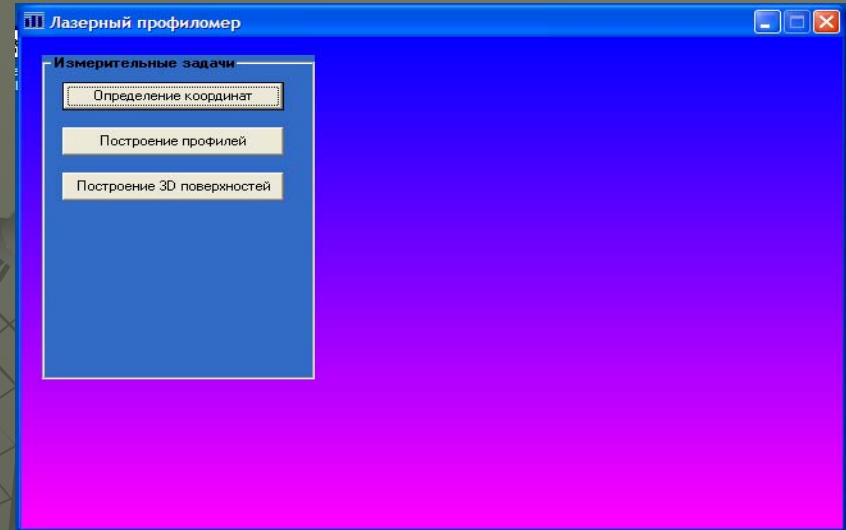 Лазерный профиломер
Измерительные задачи
Определение координат
Построение профилей
Построение 3D поверхностей